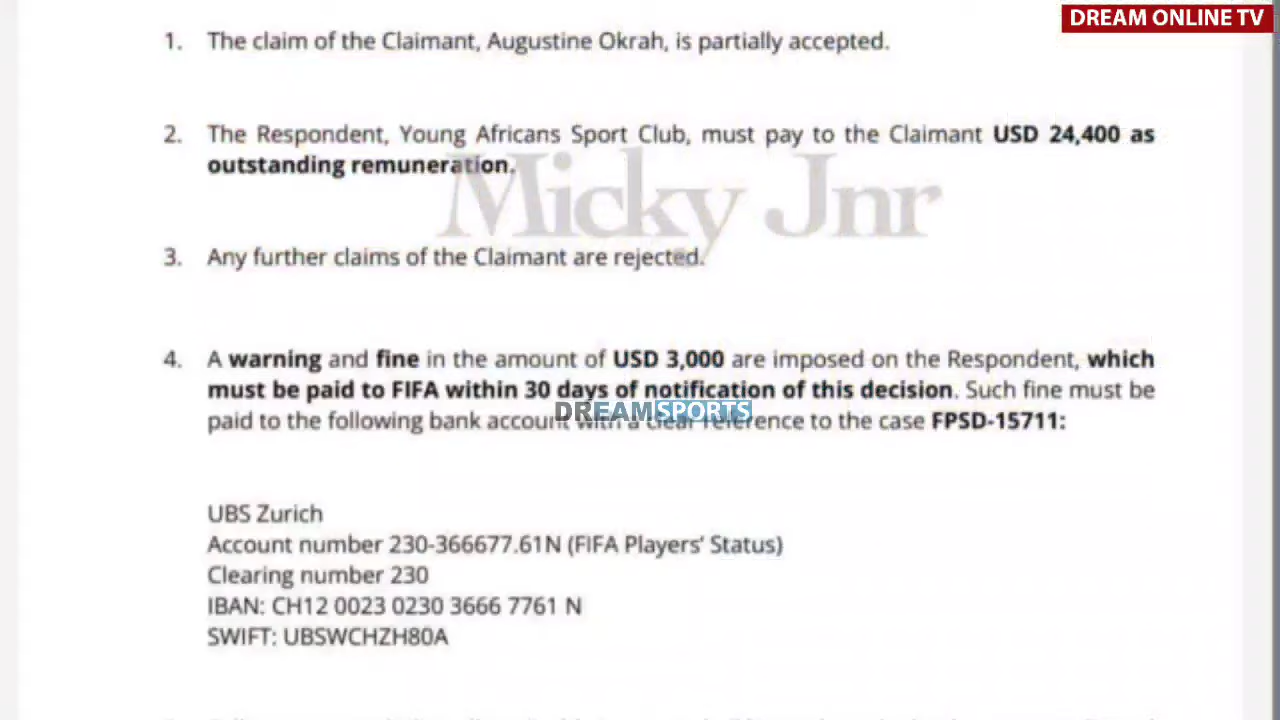 DREAM ONLINE TV
1. The claim of the Claimant, Augustine Okrah, is partially accepted.
2. The Respondent, Young Africans Sport Club, must pay to the Claimant USD 24,400 as
outstanding remuneration.
Micky Jnr
3. Any further claims of the Claimant are rejected.
4. A warning and fine in the amount of USD 3,000 are imposed on the Respondent, which
must be paid to FIFA within 30 days of notification of this decision. Such fine must be
DREAMSPORTS
paid to the following bank account with a clear reference to the case FPSD-15711:
UBS Zurich
Account number 230-366677.61N (FIFA Players' Status)
Clearing number 230
IBAN: CH12 0023 0230 3666 7761 N
SWIFT: UBSWCHZH80A